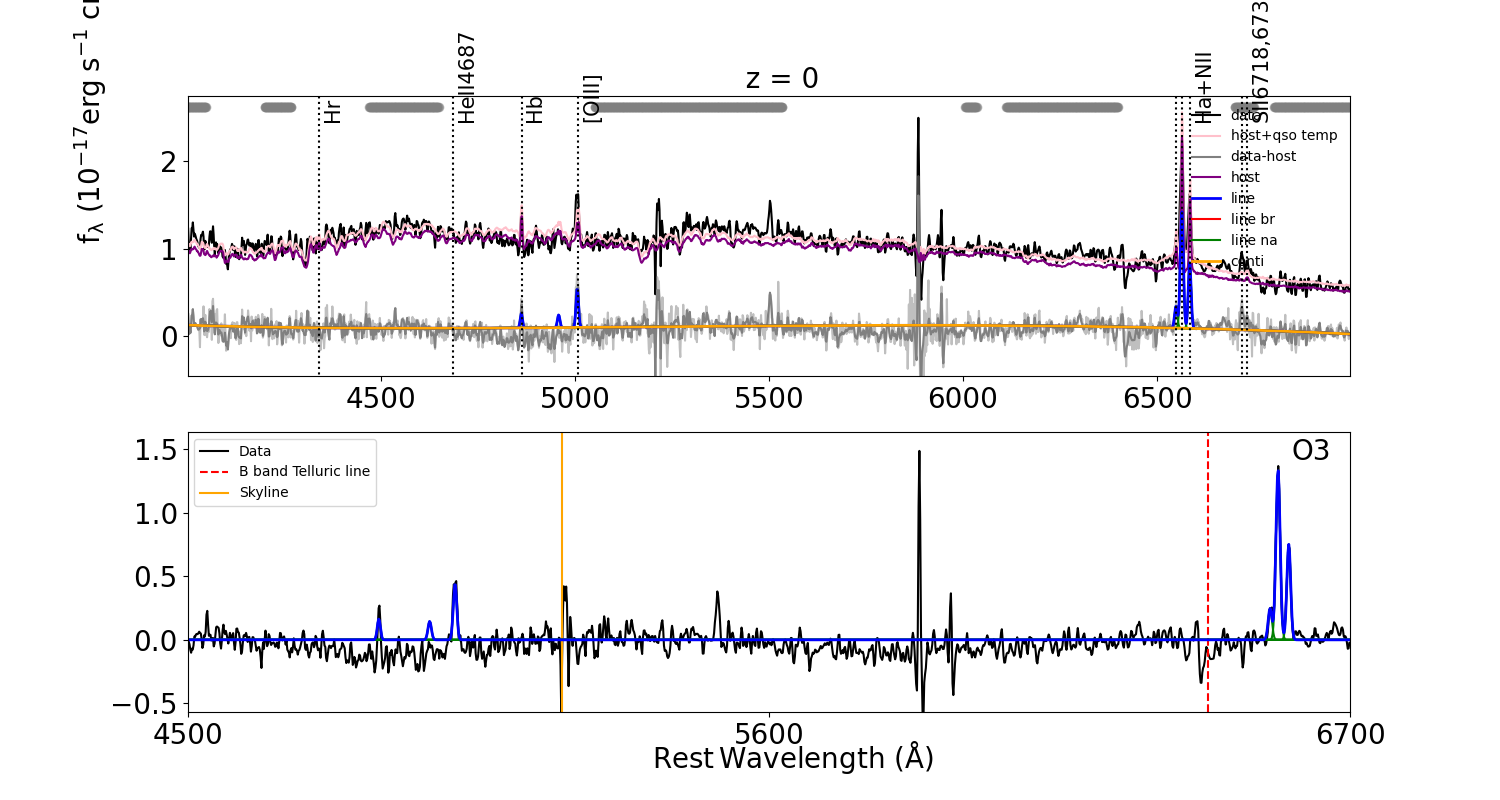 z = 0
f_λ (10^−17 erg s^−1
Hr
HeII4687
Hb
[OIII]
Ha+NII
SII6718,673
data
host+qso temp
data-host
host
line
line br
line na
conti
2
1
0
4500 5000 5500 6000 6500
Data
B band Telluric line
Skyline
O3
1.5
1.0
0.5
0.0
−0.5
4500 5600 6700
Rest Wavelength (Å)